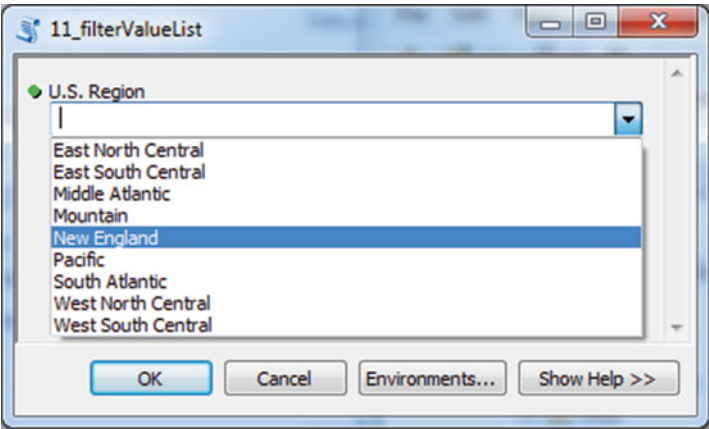 11_filterValueList
U.S. Region
East North Central
East South Central
Middle Atlantic
Mountain
New England
Pacific
South Atlantic
West North Central
West South Central
OK Cancel Environments... Show Help >>